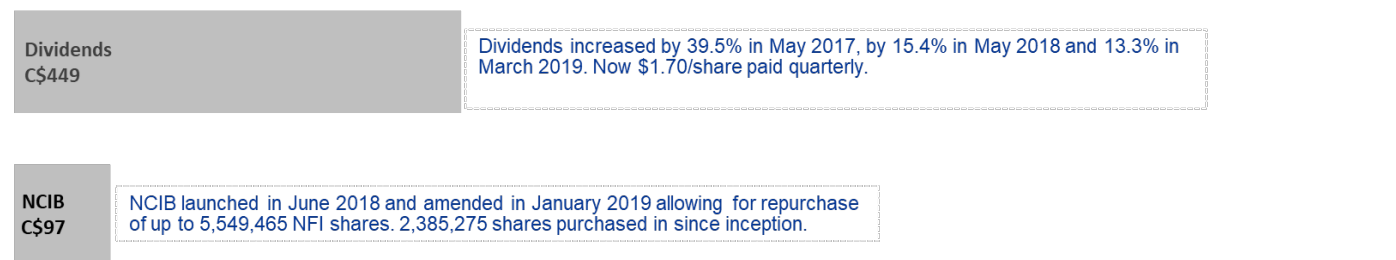 Dividends
C$449
Dividends increased by 39.5% in May 2017, by 15.4% in May 2018 and 13.3% in
March 2019. Now $1.70/share paid quarterly.
NCIB
C$97
NCIB launched in June 2018 and amended in January 2019 allowing for repurchase
of up to 5,549,465 NFI shares. 2,385,275 shares purchased in since inception.